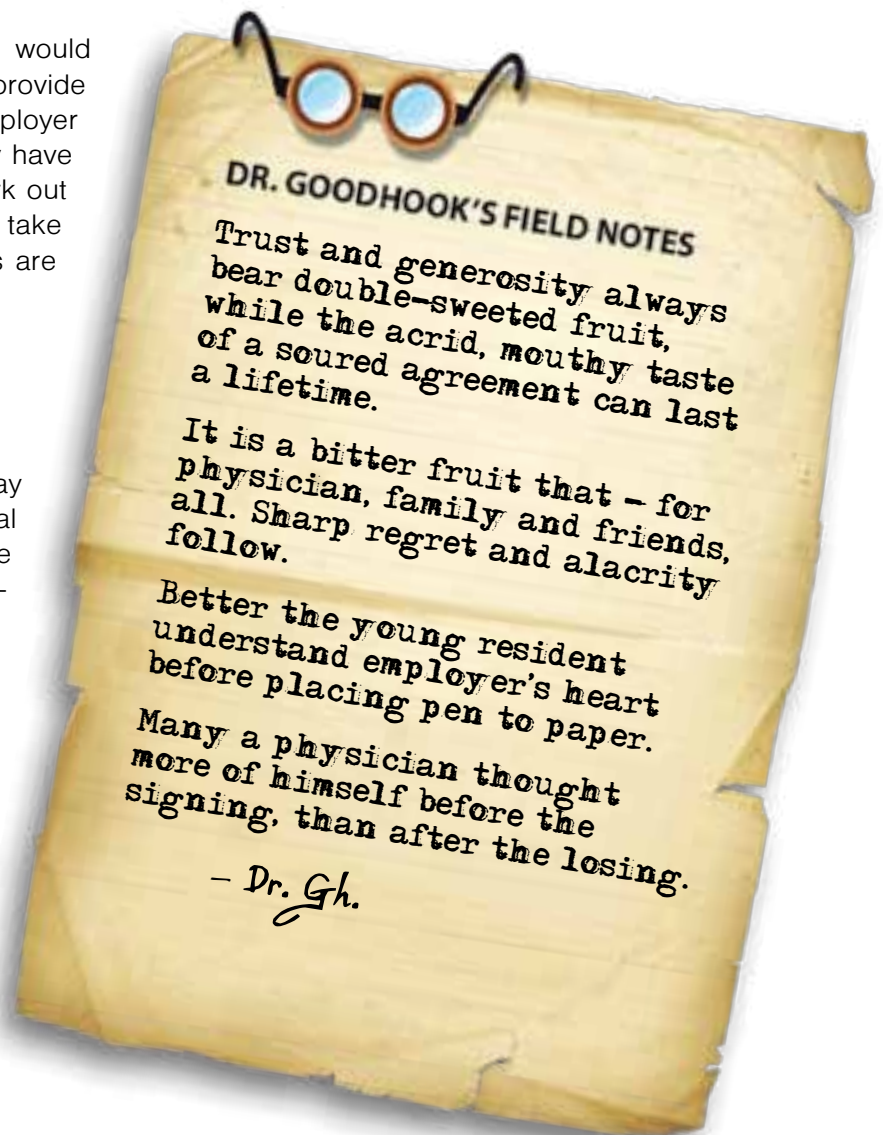 would
provide
ployer
have
rk out
take
s are
ay
al
e
-
DR. GOODHOOK'S FIELD NOTES
Trust and generosity always
bear double-sweeted fruit,
while the acrid, mouthy taste
of a soured agreement can last
a lifetime.
It is a bitter fruit that – for
physician, family and friends,
all. Sharp regret and alacrity
follow.
Better the young resident
understand employer's heart
before placing pen to paper.
Many a physician thought
more of himself before the
signing, than after the losing.
– Dr. Gh.